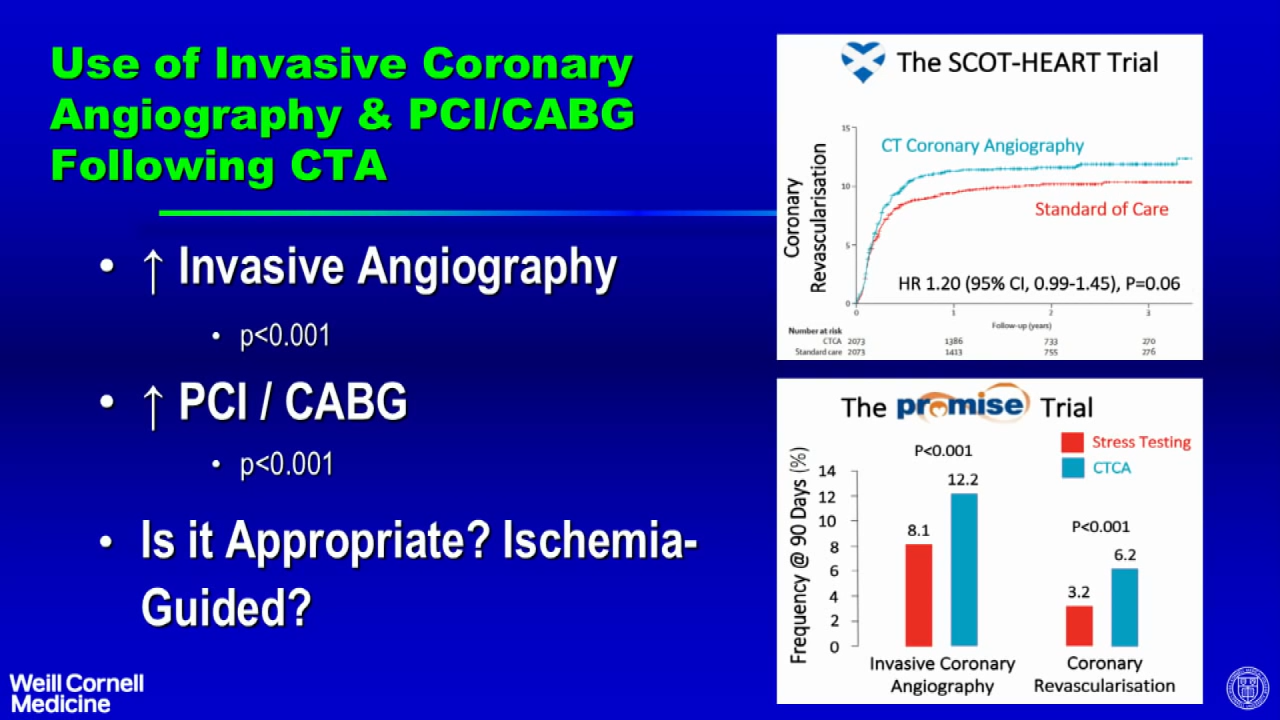 Use of Invasive Coronary
Angiography & PCI/CABG
Following CTA
• ↑ Invasive Angiography
• p<0.001
• ↑ PCI / CABG
• p<0.001
• Is it Appropriate? Ischemia-
Guided?
Weill Cornell
Medicine
The SCOT-HEART Trial
Coronary
Revascularisation
15
10
5
0
CT Coronary Angiography
Standard of Care
HR 1.20 (95% CI, 0.99-1.45), P=0.06
0 1 2 3
Follow-up (years)
Number at risk
CTCA 2073 1386 733 270
Standard care 2073 1413 755 276
The promise Trial
Stress Testing
CTCA
Frequency @ 90 Days (%)
14
12
10
8
6
4
2
0
P<0.001
8.1
12.2
P<0.001
3.2
6.2
Invasive Coronary
Angiography
Coronary
Revascularisation